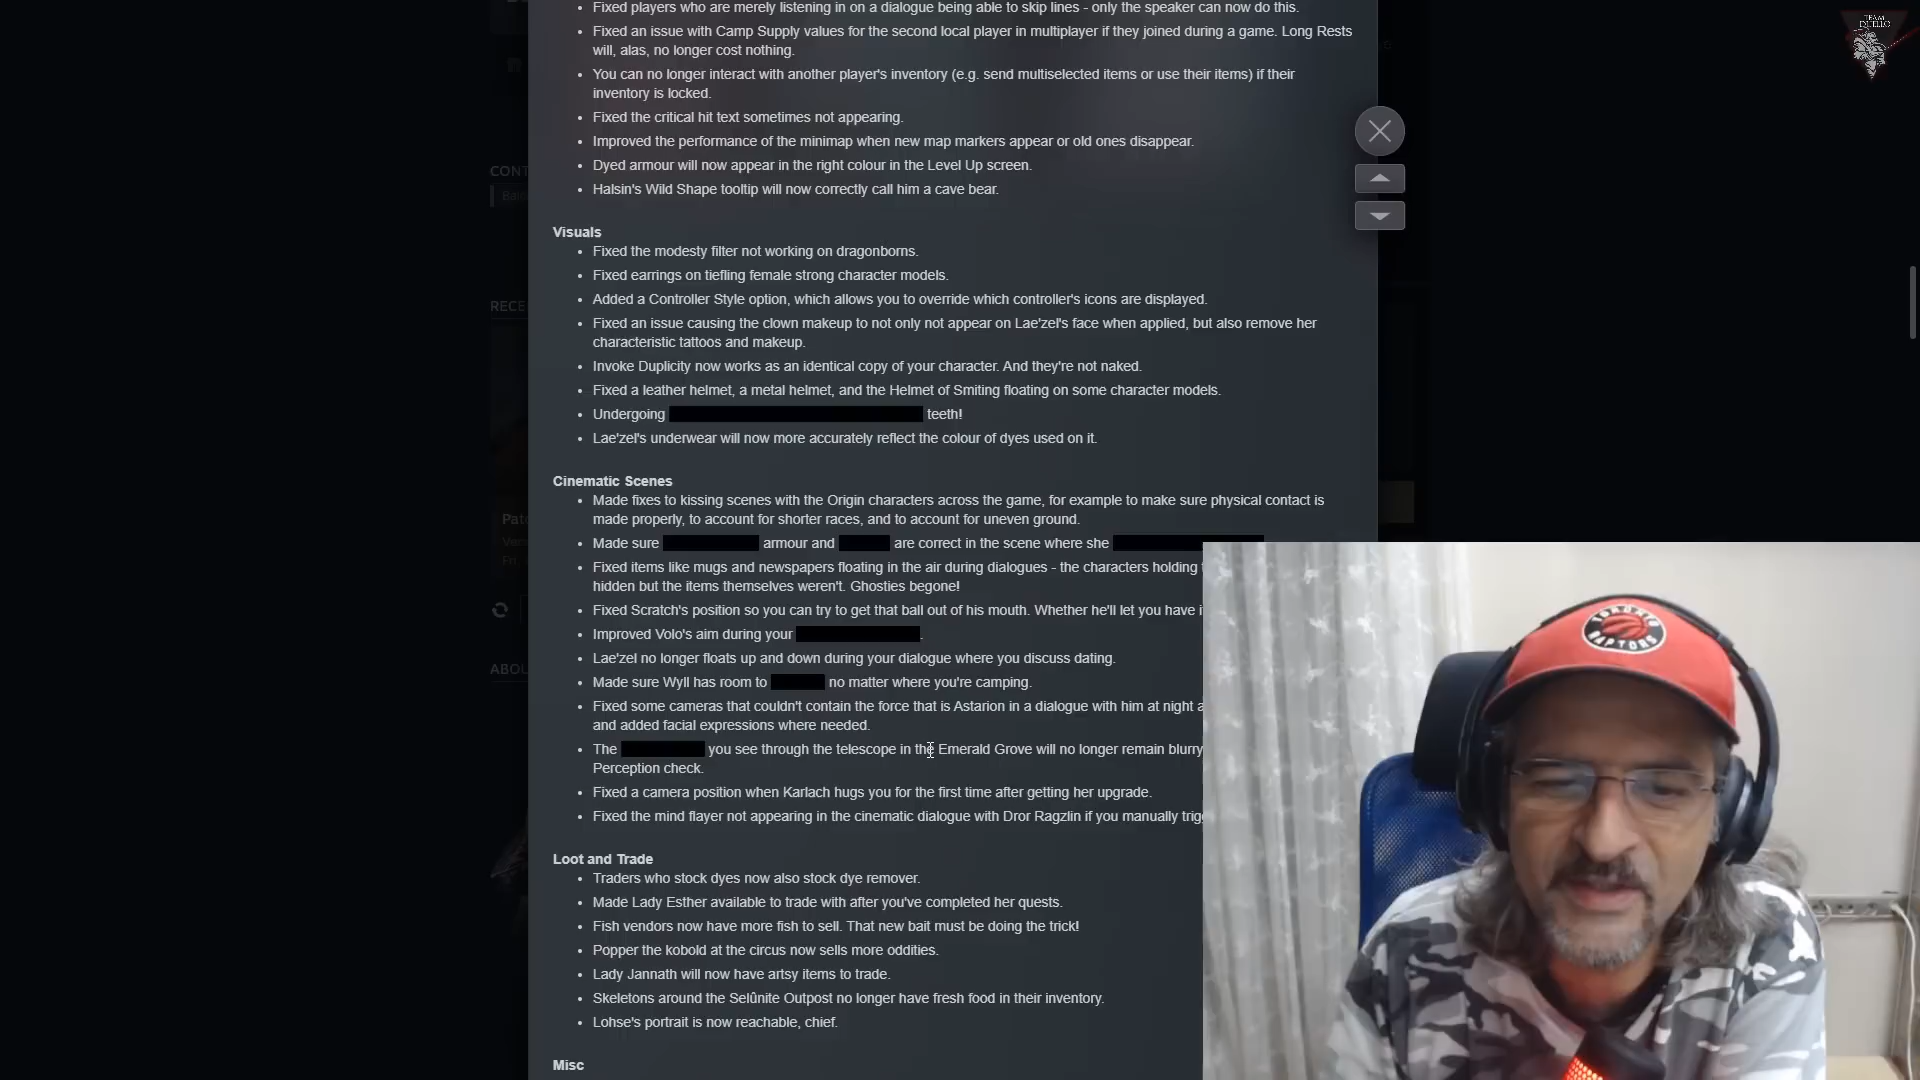 TEAM
DUELLO
Fixed players who are merely listening in on a dialogue being able to skip lines - only the speaker can now do this.
Fixed an issue with Camp Supply values for the second local player in multiplayer if they joined during a game. Long Rests
will, alas, no longer cost nothing.
You can no longer interact with another player's inventory (e.g. send multiselected items or use their items) if their
inventory is locked.
Fixed the critical hit text sometimes not appearing.
Improved the performance of the minimap when new map markers appear or old ones disappear.
Dyed armour will now appear in the right colour in the Level Up screen.
CONT
Halsin's Wild Shape tooltip will now correctly call him a cave bear.
Visuals
Fixed the modesty filter not working on dragonborns.
Fixed earrings on tiefling female strong character models.
Added a Controller Style option, which allows you to override which controller's icons are displayed.
RECE
Fixed an issue causing the clown makeup to not only not appear on Lae'zel's face when applied, but also remove her
characteristic tattoos and makeup.
Invoke Duplicity now works as an identical copy of your character. And they're not naked.
Fixed a leather helmet, a metal helmet, and the Helmet of Smiting floating on some character models.
Undergoing teeth!
Lae'zel's underwear will now more accurately reflect the colour of dyes used on it.
Cinematic Scenes
Made fixes to kissing scenes with the Origin characters across the game, for example to make sure physical contact is
made properly, to account for shorter races, and to account for uneven ground.
Patc
Made sure armour and are correct in the scene where she
Fixed items like mugs and newspapers floating in the air during dialogues - the characters holding
hidden but the items themselves weren't. Ghosties begone!
Fixed Scratch's position so you can try to get that ball out of his mouth. Whether he'll let you have i
Improved Volo's aim during your .
Lae'zel no longer floats up and down during your dialogue where you discuss dating.
ABOU
Made sure Wyll has room to no matter where you're camping.
Fixed some cameras that couldn't contain the force that is Astarion in a dialogue with him at night a
and added facial expressions where needed.
The you see through the telescope in the Emerald Grove will no longer remain blurry
Perception check.
Fixed a camera position when Karlach hugs you for the first time after getting her upgrade.
Fixed the mind flayer not appearing in the cinematic dialogue with Dror Ragzlin if you manually trigg
Loot and Trade
Traders who stock dyes now also stock dye remover.
Made Lady Esther available to trade with after you've completed her quests.
Fish vendors now have more fish to sell. That new bait must be doing the trick!
Popper the kobold at the circus now sells more oddities.
Lady Jannath will now have artsy items to trade.
Skeletons around the Selûnite Outpost no longer have fresh food in their inventory.
Lohse's portrait is now reachable, chief.
Misc
TORONTO
RAPTORS